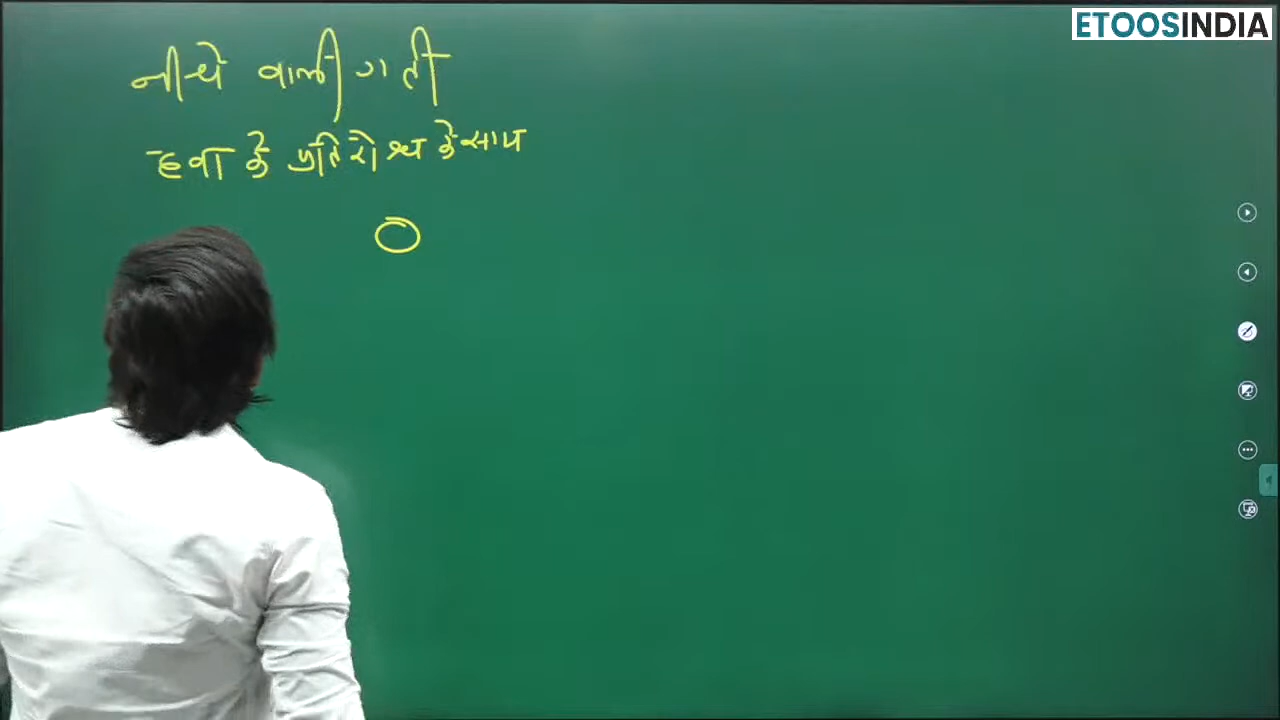 ETOOSINDIA
नीचे वाली गती
हवा के प्रतिरोध के साथ